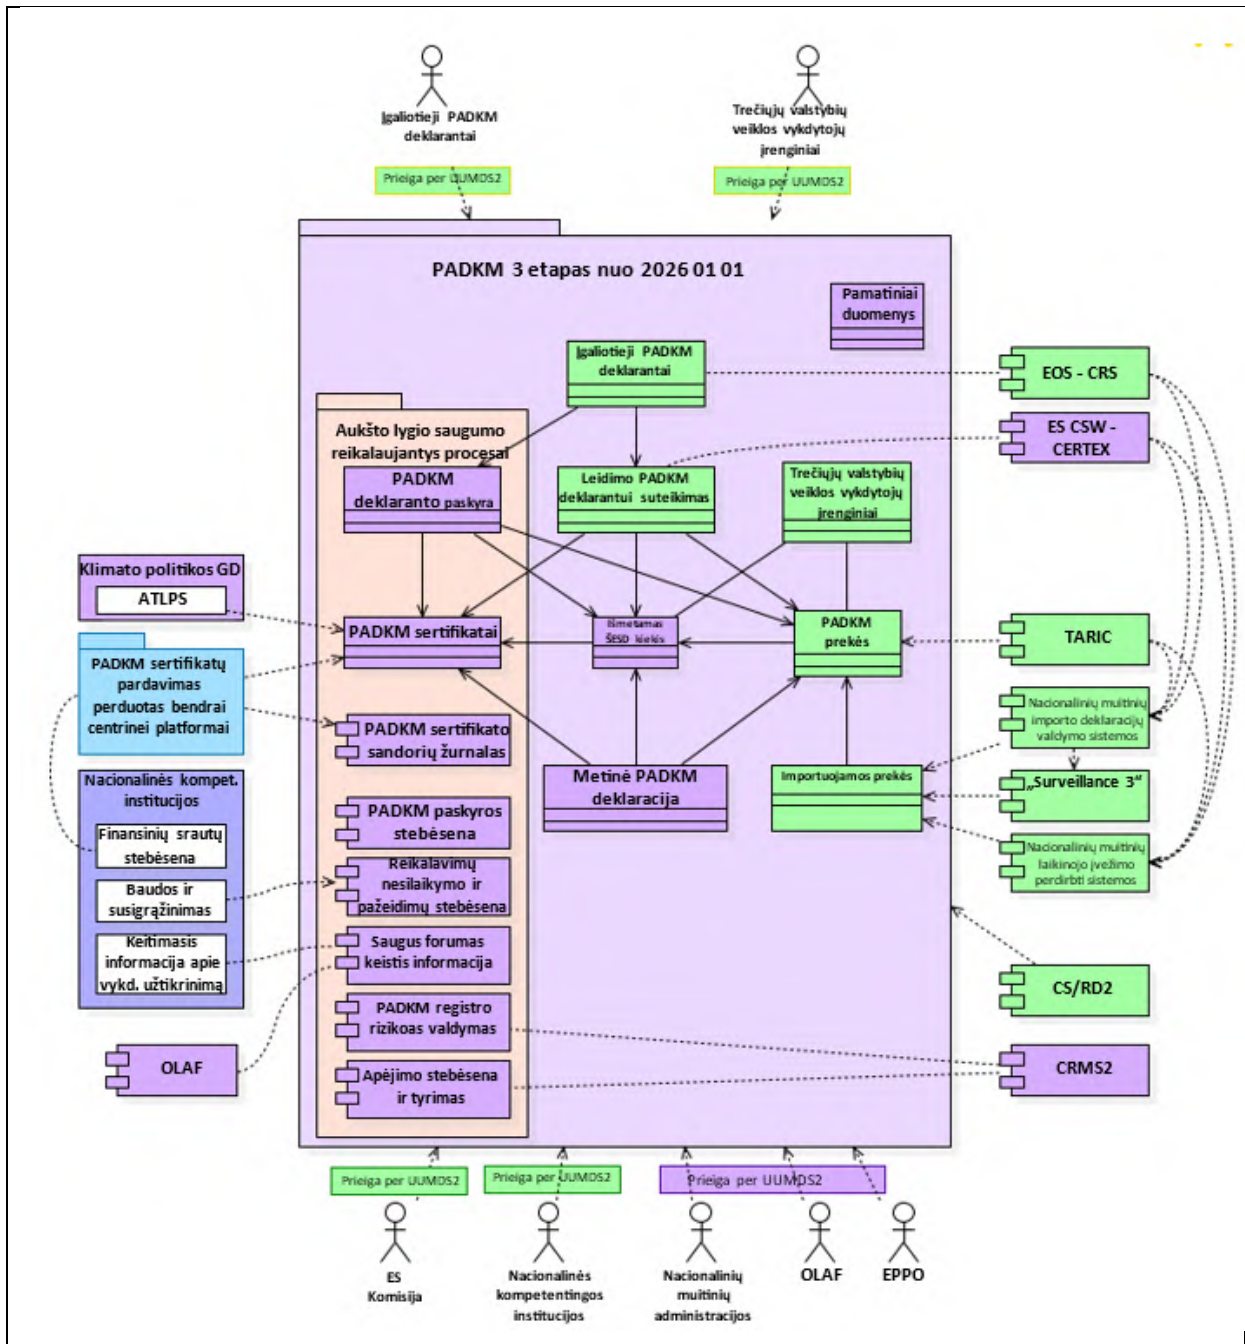 Įgaliotieji PADKM
deklarantai
Trečiųjų valstybių
veiklos vykdytojų
įrenginiai
Prieiga per UUMDS2
Prieiga per UUMDS2
PADKM 3 etapas nuo 2026 01 01
Pamatiniai
duomenys
Įgaliotieji PADKM
deklarantai
EOS - CRS
Aukšto lygio saugumo
reikalaujantys procesai
ES CSW -
CERTEX
PADKM
deklaranto paskyra
Leidimo PADKM
deklarantui suteikimas
Trečiųjų valstybių
veiklos vykdytojų
įrenginiai
Klimato politikos GD
ATLPS
PADKM sertifikatai
Išmetamas
ŠESD kiekis
PADKM
prekės
TARIC
PADKM sertifikatų
pardavimas
perduotas bendrai
centrinei platformai
PADKM sertifikato
sandorių žurnalas
Nacionalinių muitinių
importo deklaracijų
valdymo sistemos
Metinė PADKM
deklaracija
Importuojamos prekės
„Surveillance 3“
Nacionalinės kompet.
institucijos
Finansinių srautų
stebėsena
Baudos ir
susigrąžinimas
Keitimasis
informacija apie
vykd. užtikrinimą
PADKM paskyros
stebėsena
Reikalavimų
nesilaikymo ir
pažeidimų stebėsena
Nacionalinių muitinių
laikinojo įvežimo
perdirbti sistemos
Saugus forumas
keistis informacija
CS/RD2
PADKM registro
rizikoas valdymas
OLAF
Apėjimo stebėsena
ir tyrimas
CRMS2
Prieiga per UUMDS2
Prieiga per UUMDS2
Prieiga per UUMDS2
ES
Komisija
Nacionalinės
kompetentingos
institucijos
Nacionalinių
muitinių
administracijos
OLAF
EPPO